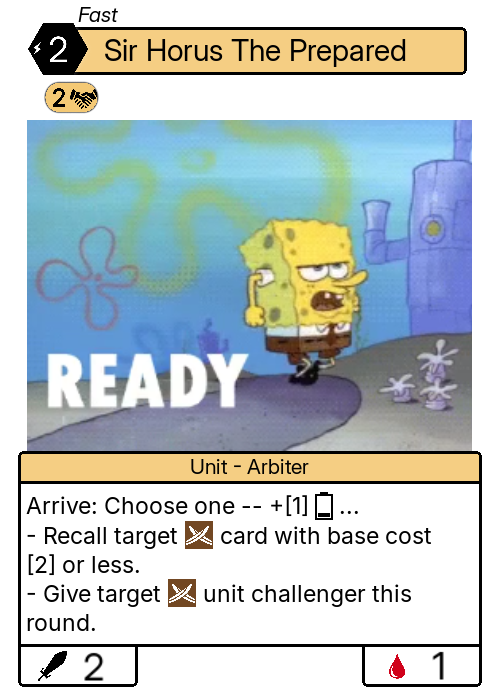 Fast
2 Sir Horus The Prepared
2
READY
Unit - Arbiter
Arrive: Choose one -- +[1] ...
- Recall target card with base cost
[2] or less.
- Give target unit challenger this
round.
2 1